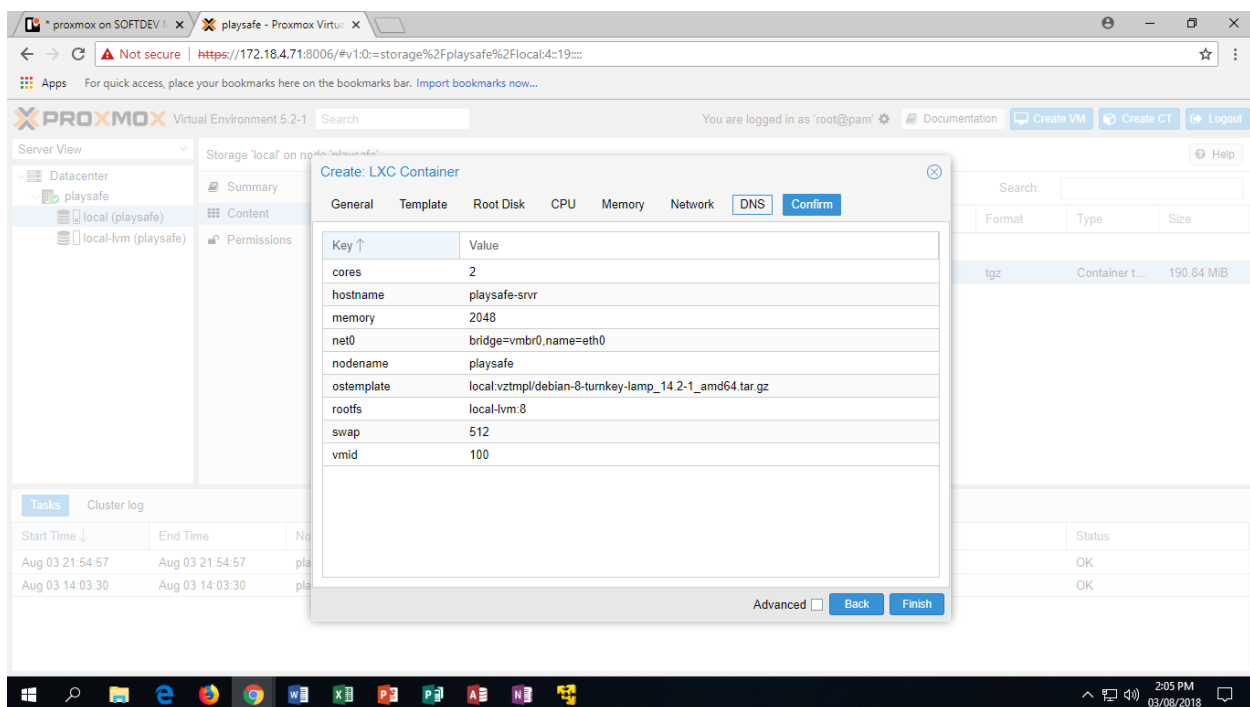 * proxmox on SOFTDEV
playsafe - Proxmox Virtu
Not secure | https://172.18.4.71:8006/#v1:0:=storage%2Fplaysafe%2Flocal:4::19::::
Apps For quick access, place your bookmarks here on the bookmarks bar. Import bookmarks now...
PROXMOX Virtual Environment 5.2-1 Search You are logged in as 'root@pam' Documentation Create VM Create CT Logout
Server View
Storage 'local' on node 'playsafe'
Help
Datacenter
playsafe
local (playsafe)
local-lvm (playsafe)
Summary
Content
Permissions
Search:
Format Type Size
tgz Container t... 190.84 MiB
Create: LXC Container
General Template Root Disk CPU Memory Network DNS Confirm
Key Value
cores 2
hostname playsafe-srvr
memory 2048
net0 bridge=vmbr0,name=eth0
nodename playsafe
ostemplate local:vztmpl/debian-8-turnkey-lamp_14.2-1_amd64.tar.gz
rootfs local-lvm:8
swap 512
vmid 100
Advanced Back Finish
Tasks Cluster log
Start Time End Time No Status
Aug 03 21:54:57 Aug 03 21:54:57 pla OK
Aug 03 14:03:30 Aug 03 14:03:30 pla OK
2:05 PM
03/08/2018